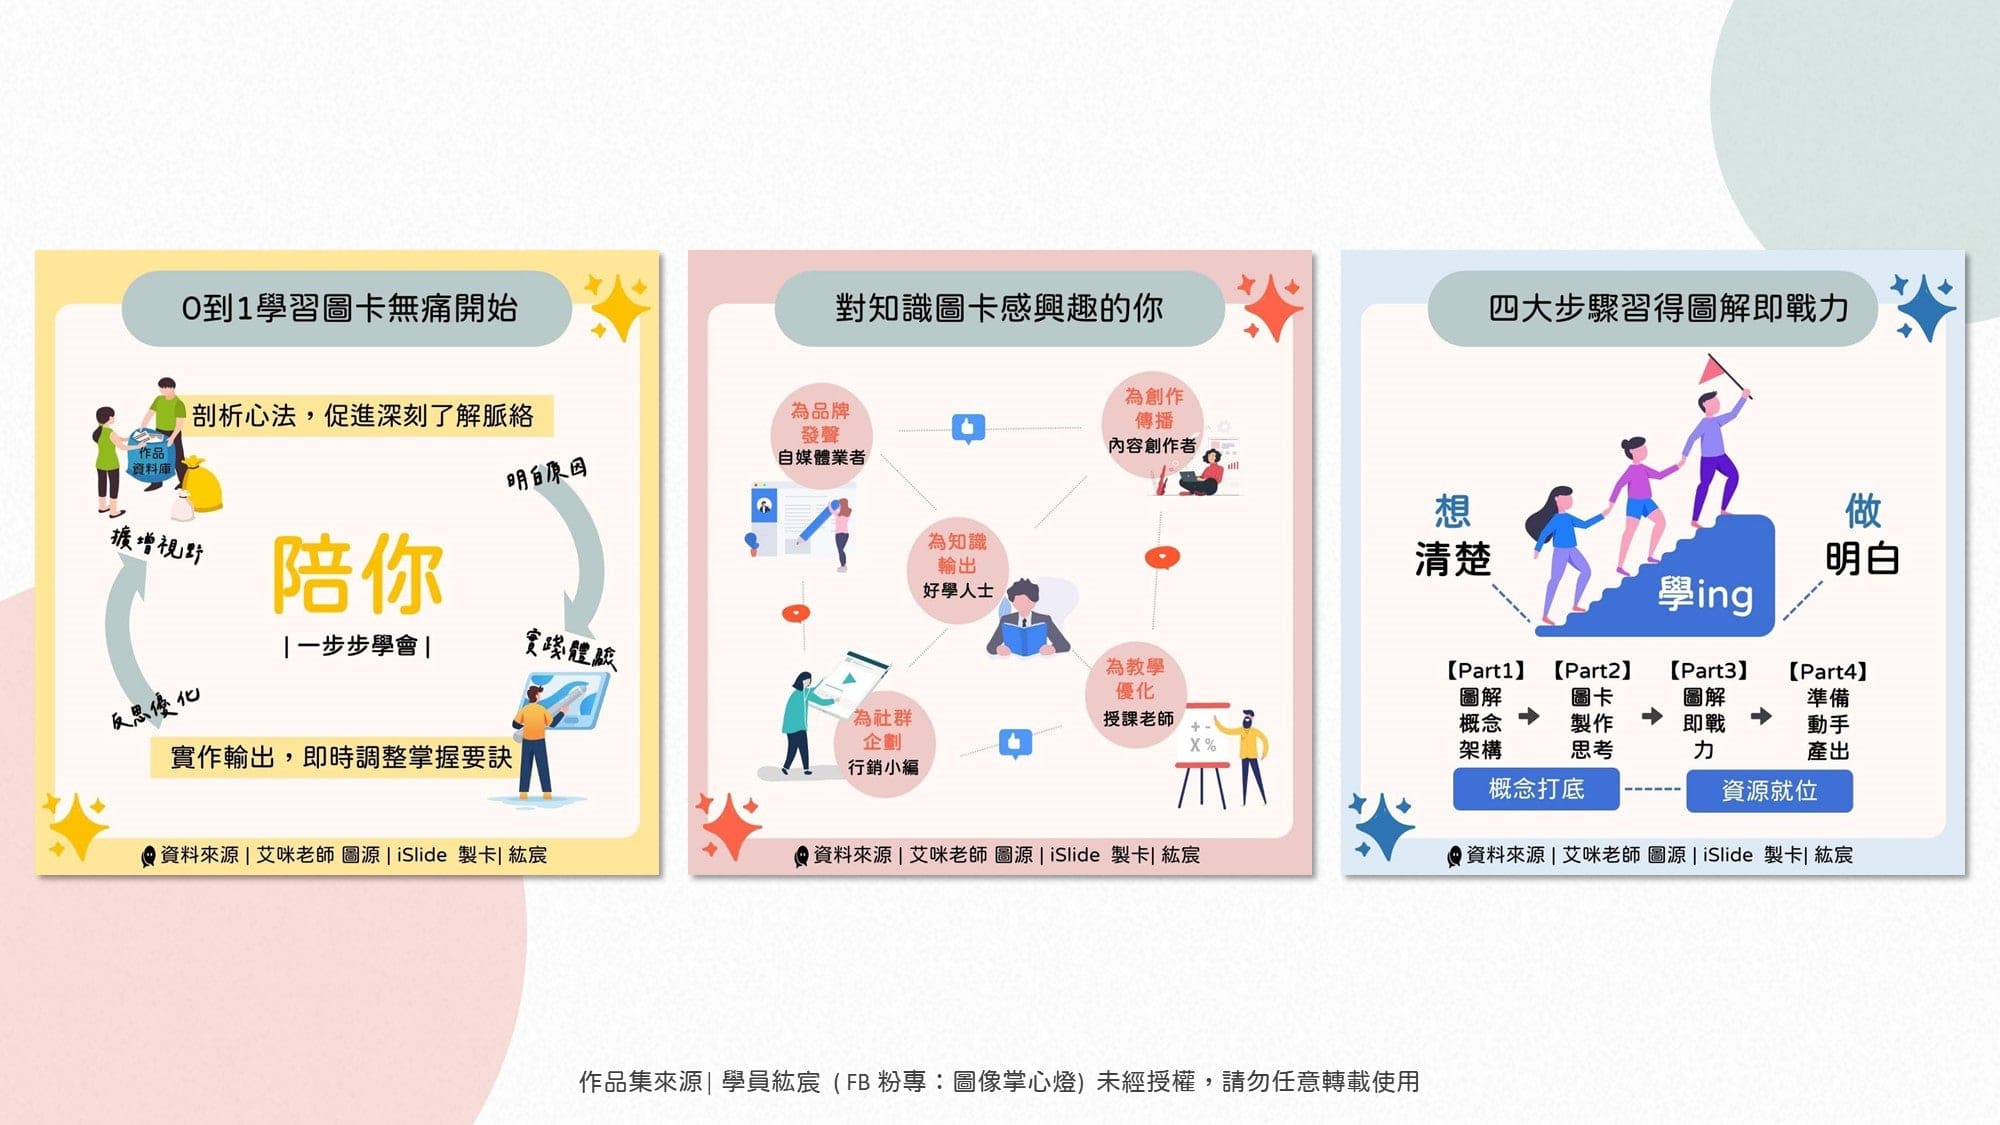 0到1學習圖卡無痛開始
剖析心法，促進深刻了解脈絡
作品
資料庫
明白原因
擴增視野
陪你
|一步步學會|
實踐體驗
反思優化
實作輸出，即時調整掌握要訣
資料來源 | 艾咪老師 圖源 | iSlide 製卡| 紘宸
對知識圖卡感興趣的你
為品牌
發聲
自媒體業者
為創作
傳播
內容創作者
為知識
輸出
好學人士
為教學
優化
授課老師
為社群
企劃
行銷小編
+ -
X %
資料來源 | 艾咪老師 圖源 | iSlide 製卡| 紘宸
四大步驟習得圖解即戰力
想
清楚
做
明白
學ing
【Part1】
圖解
概念
架構
【Part2】
圖卡
製作
思考
【Part3】
圖解
即戰
力
【Part4】
準備
動手
產出
概念打底
資源就位
資料來源 | 艾咪老師 圖源 | iSlide 製卡| 紘宸
作品集來源| 學員紘宸 ( FB 粉專：圖像掌心燈) 未經授權，請勿任意轉載使用